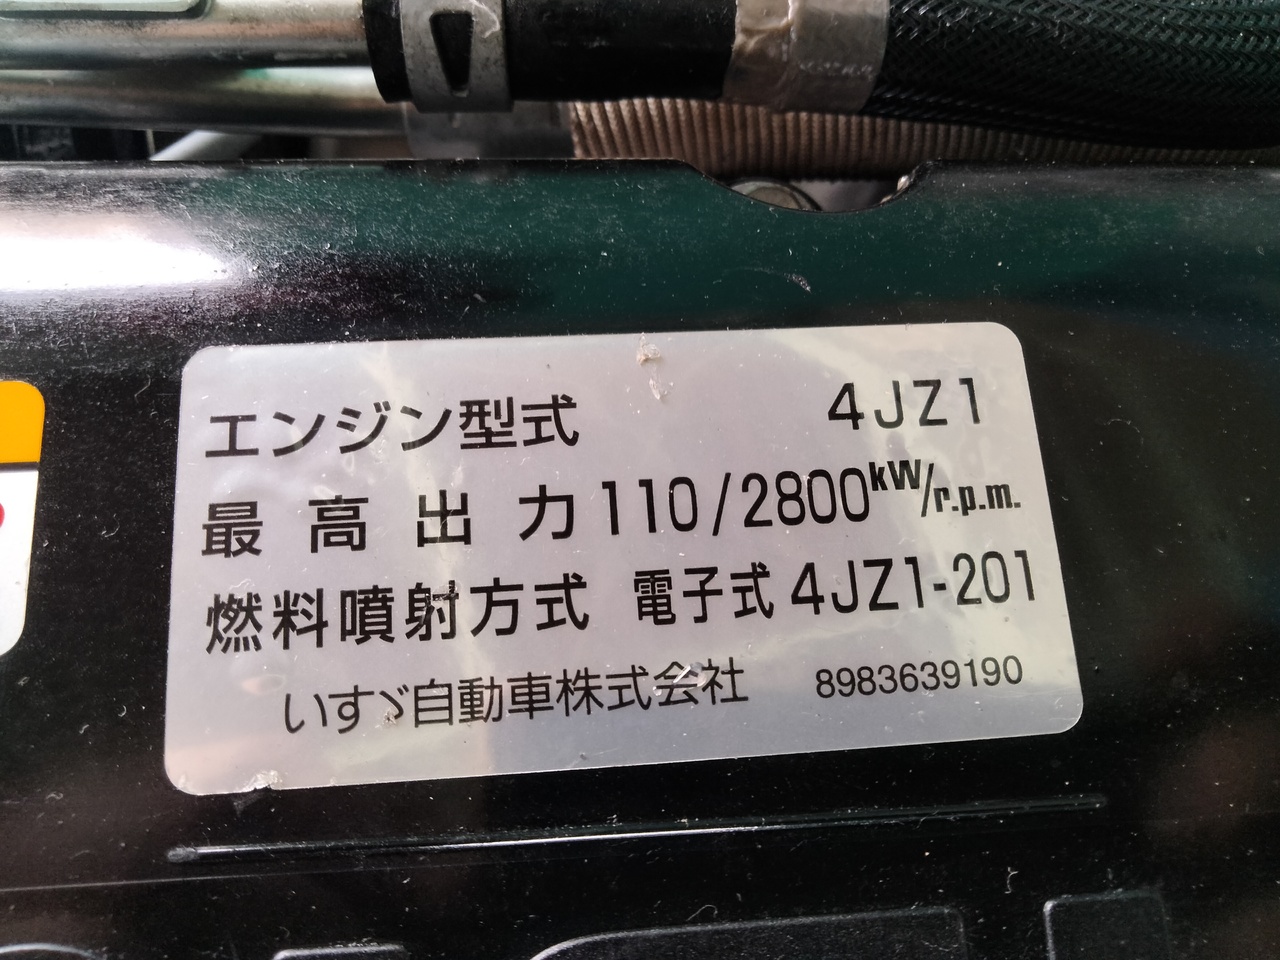 エンジン型式 4JZ1
最高出力 110/2800kW/r.p.m.
燃料噴射方式 電子式 4JZ1-201
いすゞ自動車株式会社 8983639190